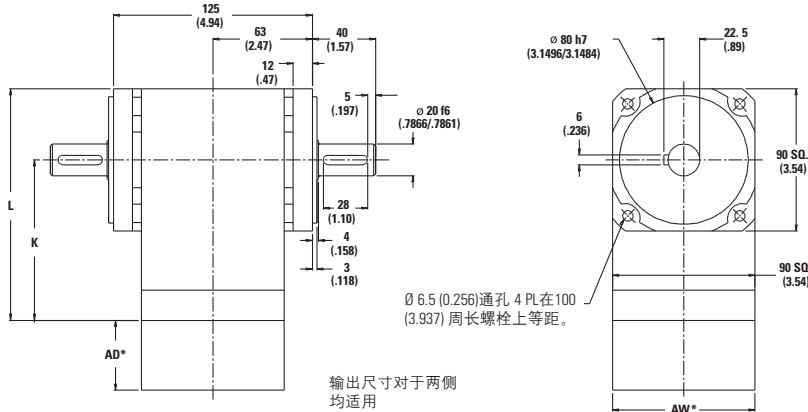 125
(4.94)
63
(2.47)
40
(1.57)
12
(.47)
5
(.197)
ø 20 f6
(.7866/.7861)
28
(1.10)
4
(.158)
3
(.118)
L
K
AD*
输出尺寸对于两侧
均适用
ø 80 h7
(3.1496/3.1484)
22. 5
(.89)
6
(.236)
90 SQ.
(3.54)
90 SQ.
(3.54)
Ø 6.5 (0.256)通孔 4 PL在100
(3.937) 周长螺栓上等距。
AW*